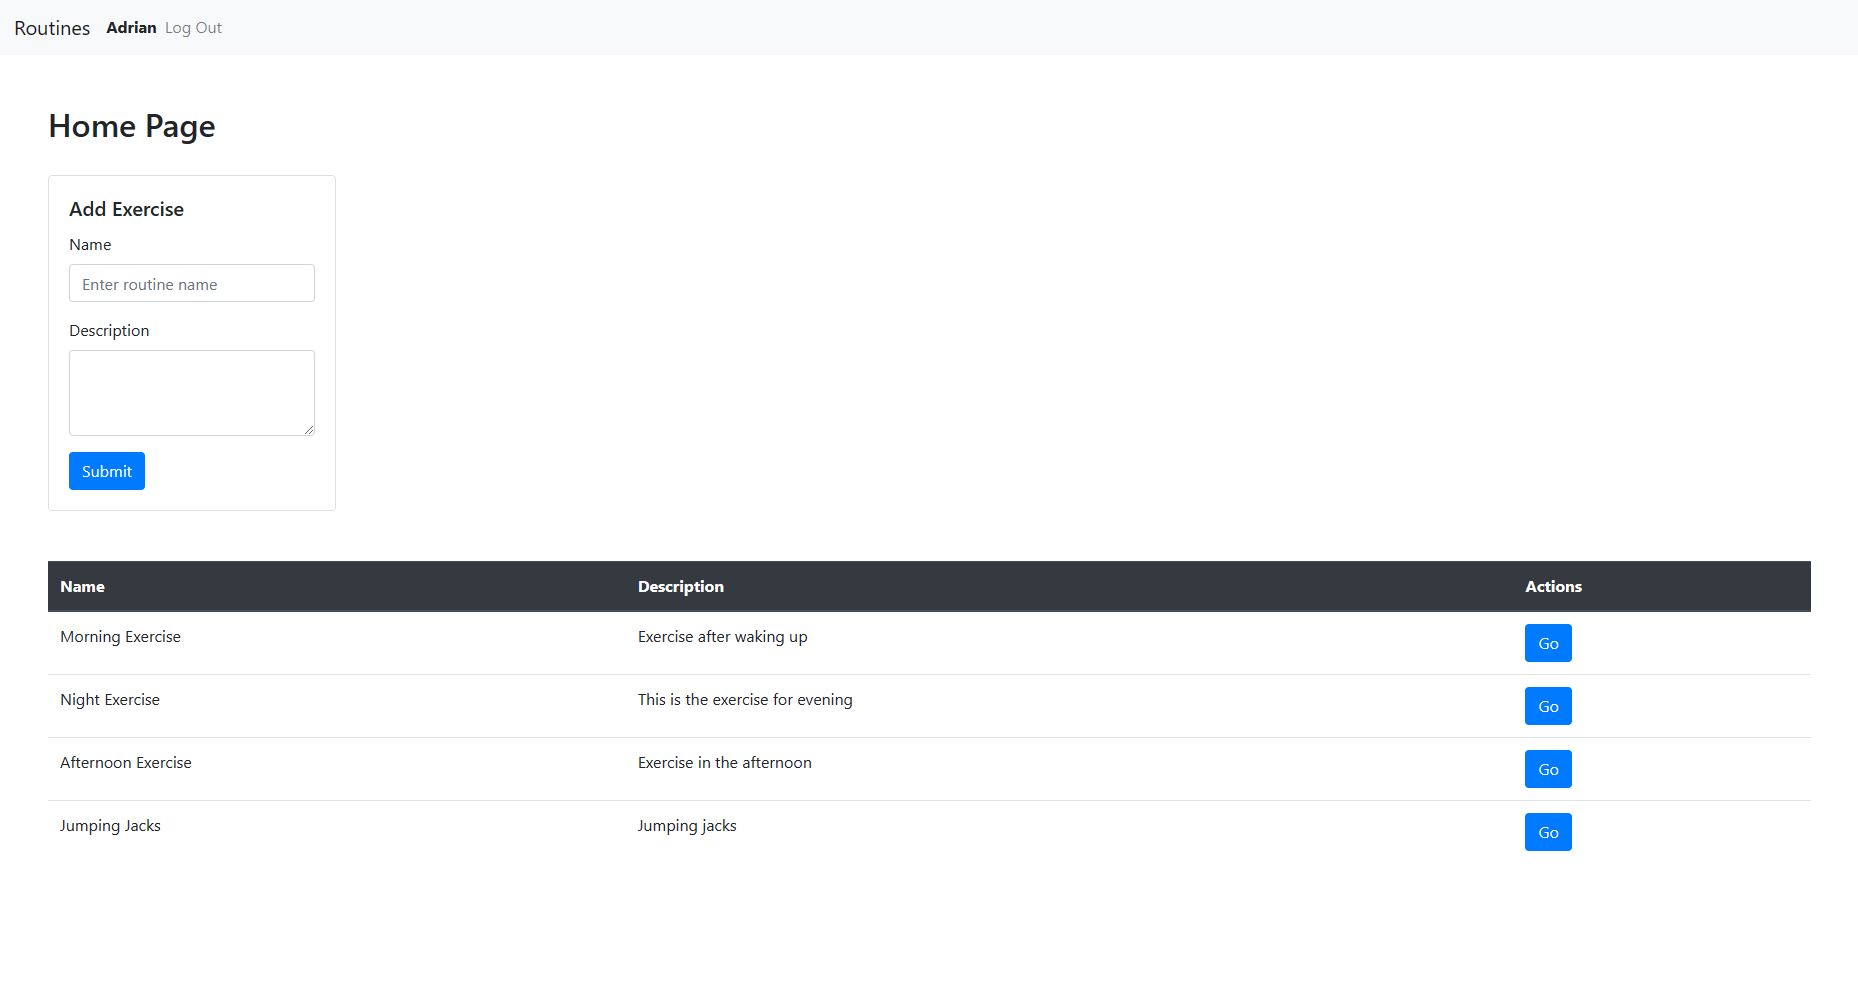 Routines Adrian Log Out
Home Page
Add Exercise
Name
Enter routine name
Description
Submit
Name Description Actions
Morning Exercise Exercise after waking up Go
Night Exercise This is the exercise for evening Go
Afternoon Exercise Exercise in the afternoon Go
Jumping Jacks Jumping jacks Go